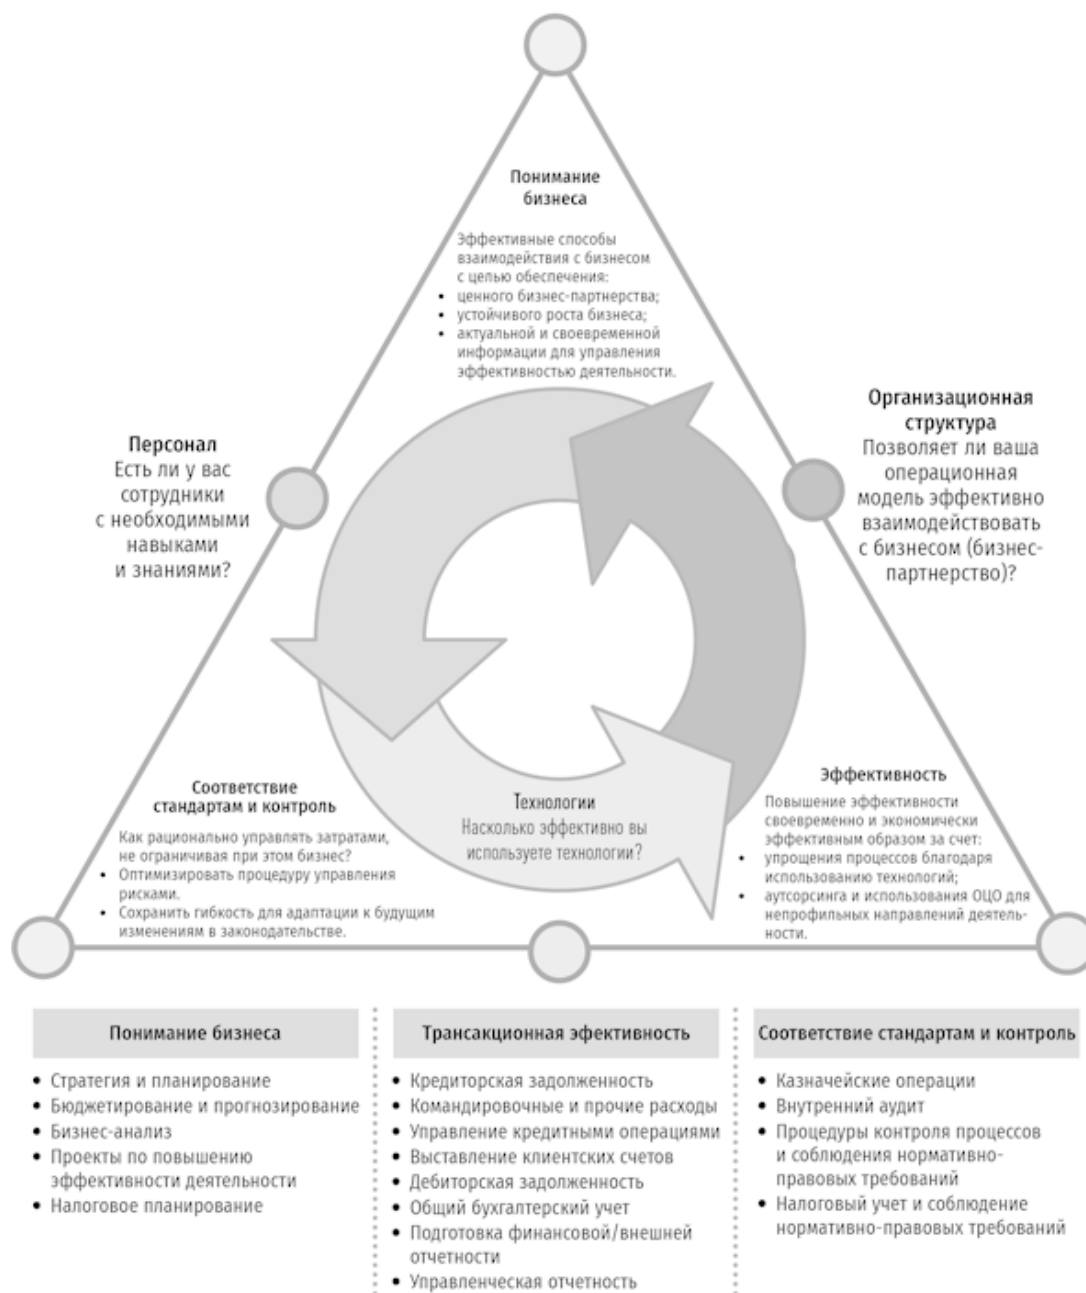 Понимание
бизнеса
Эффективные способы
взаимодействия с бизнесом
с целью обеспечения:
• ценного бизнес-партнерства;
• устойчивого роста бизнеса;
• актуальной и своевременной
информации для управления
эффективностью деятельности.
Персонал
Есть ли у вас
сотрудники
с необходимыми
навыками
и знаниями?
Организационная
структура
Позволяет ли ваша
операционная
модель эффективно
взаимодействовать
с бизнесом (бизнес-
партнерство)?
Соответствие
стандартам и контроль
Как рационально управлять затратами,
не ограничивая при этом бизнес?
• Оптимизировать процедуру управления
рисками.
• Сохранить гибкость для адаптации к будущим
изменениям в законодательстве.
Технологии
Насколько эффективно вы
используете технологии?
Эффективность
Повышение эффективности
своевременно и экономически
эффективным образом за счет:
• упрощения процессов благодаря
использованию технологий;
• аутсорсинга и использования ОЦО для
непрофильных направлений деятель-
ности.
Понимание бизнеса
• Стратегия и планирование
• Бюджетирование и прогнозирование
• Бизнес-анализ
• Проекты по повышению
эффективности деятельности
• Налоговое планирование
Трансакционная эфективность
• Кредиторская задолженность
• Командировочные и прочие расходы
• Управление кредитными операциями
• Выставление клиентских счетов
• Дебиторская задолженность
• Общий бухгалтерский учет
• Подготовка финансовой/внешней
отчетности
• Управленческая отчетность
Соответствие стандартам и контроль
• Казначейские операции
• Внутренний аудит
• Процедуры контроля процессов
и соблюдения нормативно-
правовых требований
• Налоговый учет и соблюдение
нормативно-правовых требований